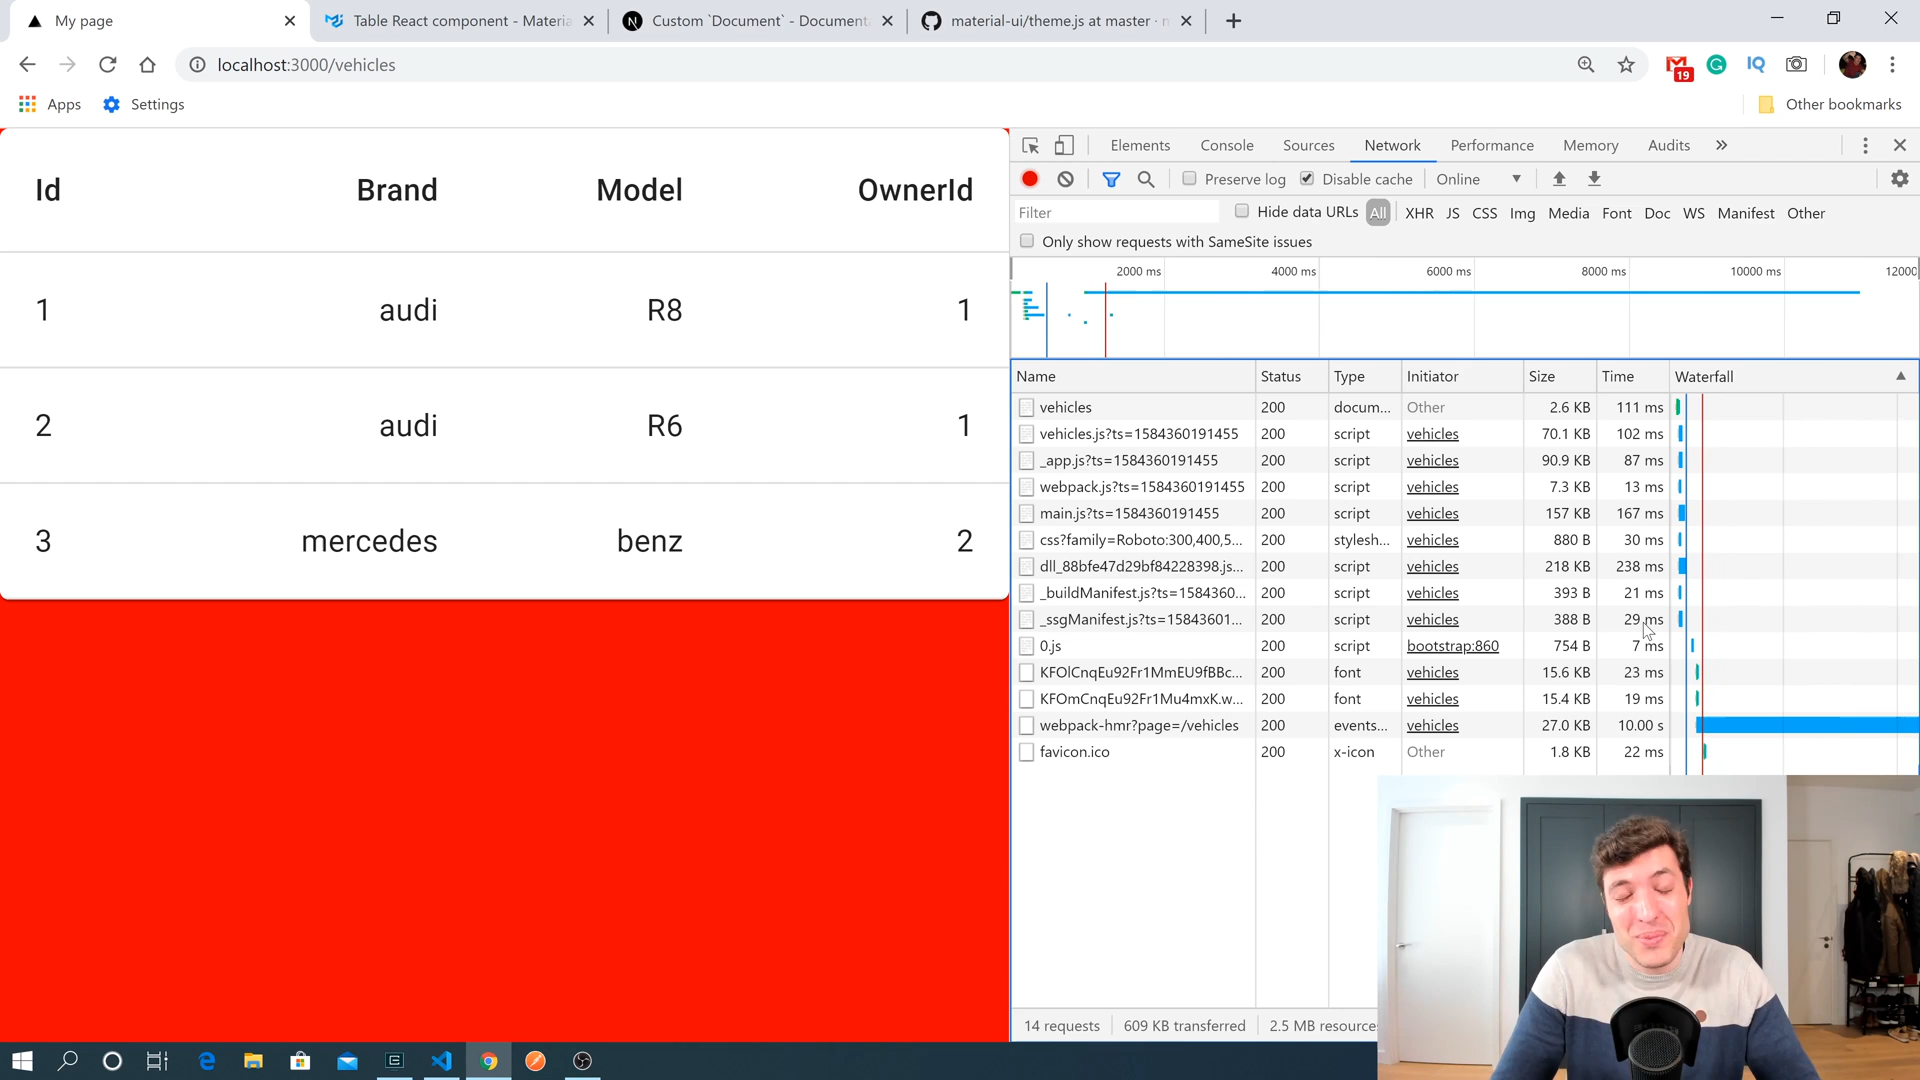 My page
Table React component - Materia
Custom `Document` - Documenta
material-ui/theme.js at master · m
localhost:3000/vehicles
19
IQ
Apps
Settings
Other bookmarks
Id Brand Model OwnerId
1 audi R8 1
2 audi R6 1
3 mercedes benz 2
Elements Console Sources Network Performance Memory Audits
Preserve log Disable cache Online
Filter Hide data URLs All XHR JS CSS Img Media Font Doc WS Manifest Other
Only show requests with SameSite issues
2000 ms 4000 ms 6000 ms 8000 ms 10000 ms 12000
Name Status Type Initiator Size Time Waterfall
vehicles 200 docum... Other 2.6 KB 111 ms
vehicles.js?ts=1584360191455 200 script vehicles 70.1 KB 102 ms
_app.js?ts=1584360191455 200 script vehicles 90.9 KB 87 ms
webpack.js?ts=1584360191455 200 script vehicles 7.3 KB 13 ms
main.js?ts=1584360191455 200 script vehicles 157 KB 167 ms
css?family=Roboto:300,400,5... 200 stylesh... vehicles 880 B 30 ms
dll_88bfe47d29bf84228398.js... 200 script vehicles 218 KB 238 ms
_buildManifest.js?ts=1584360... 200 script vehicles 393 B 21 ms
_ssgManifest.js?ts=15843601... 200 script vehicles 388 B 29 ms
0.js 200 script bootstrap:860 754 B 7 ms
KFOlCnqEu92Fr1MmEU9fBBc... 200 font vehicles 15.6 KB 23 ms
KFOmCnqEu92Fr1Mu4mxK.w... 200 font vehicles 15.4 KB 19 ms
webpack-hmr?page=/vehicles 200 events... vehicles 27.0 KB 10.00 s
favicon.ico 200 x-icon Other 1.8 KB 22 ms
14 requests 609 KB transferred 2.5 MB resource